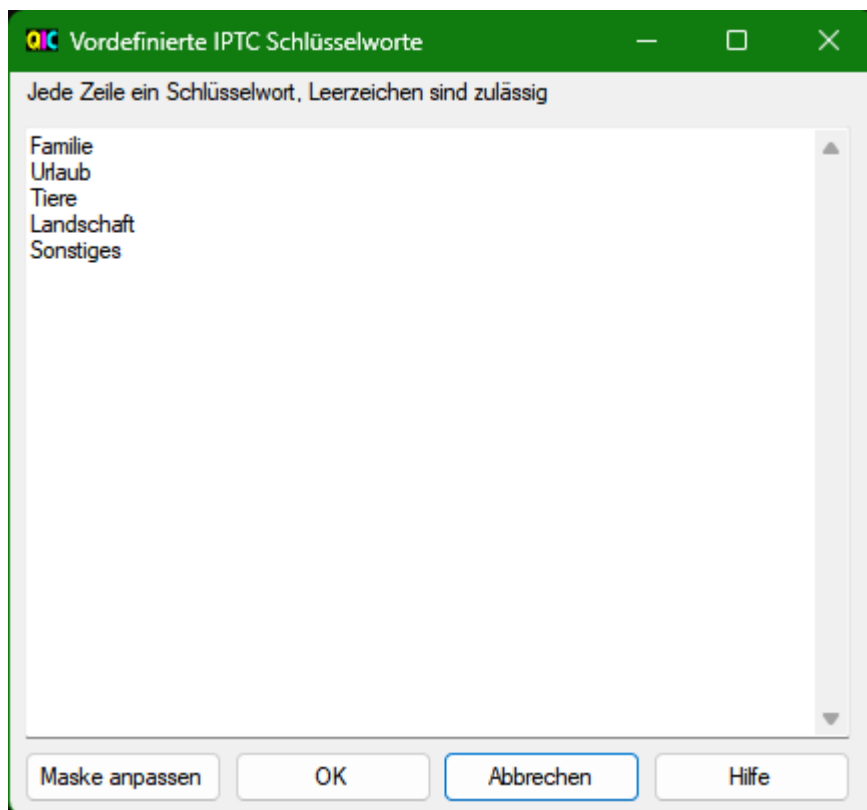 QIC Vordefinierte IPTC Schlüsselworte
Jede Zeile ein Schlüsselwort, Leerzeichen sind zulässig
Familie
Urlaub
Tiere
Landschaft
Sonstiges
Maske anpassen OK Abbrechen Hilfe